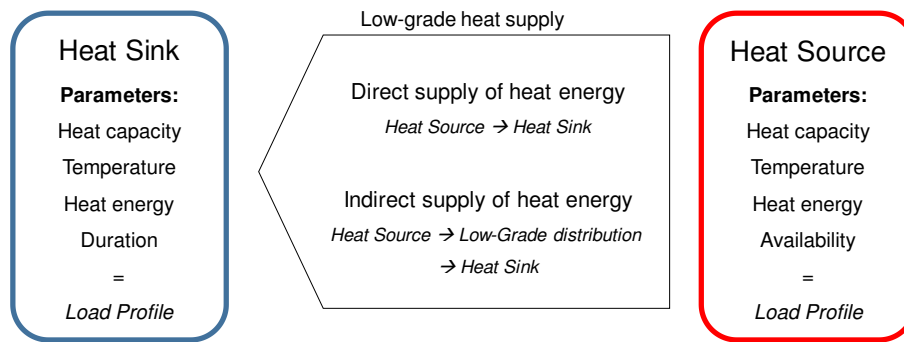 Low-grade heat supply
Heat Sink
Parameters:
Heat capacity
Temperature
Heat energy
Duration
=
Load Profile
Direct supply of heat energy
Heat Source → Heat Sink
Indirect supply of heat energy
Heat Source → Low-Grade distribution
→ Heat Sink
Heat Source
Parameters:
Heat capacity
Temperature
Heat energy
Availability
=
Load Profile